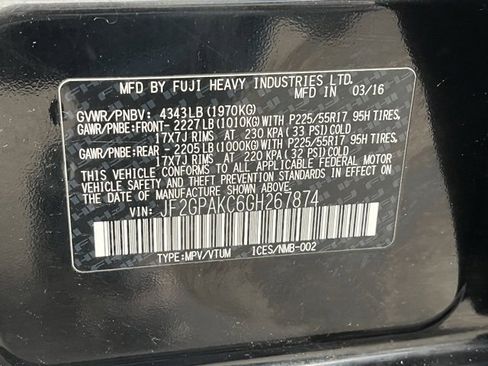 MFD BY FUJI HEAVY INDUSTRIES LTD.
MFD IN 03/16
GVWR/PNBV: 4343LB (1970KG)
GAWR/PNBE:FRONT- 2227LB(1010KG)WITH P225/55R17 95H TIRES,
17X7J RIMS AT 230 KPA ( 33 PSI)COLD
GAWR/PNBE:REAR - 2205LB(1000KG)WITH P225/55R17 95H TIRES,
17X7J RIMS AT 220 KPA ( 32 PSI)COLD
THIS VEHICLE CONFORMS TO ALL APPLICABLE FEDERAL MOTOR
VEHICLE SAFETY AND THEFT PREVENTION STANDARDS IN EFFECT ON
THE DATE OF MANUFACTURE SHOWN ABOVE.
VIN: JF2GPAKC6GH267874
TYPE:MPV/VTUM ICES/NMB-002